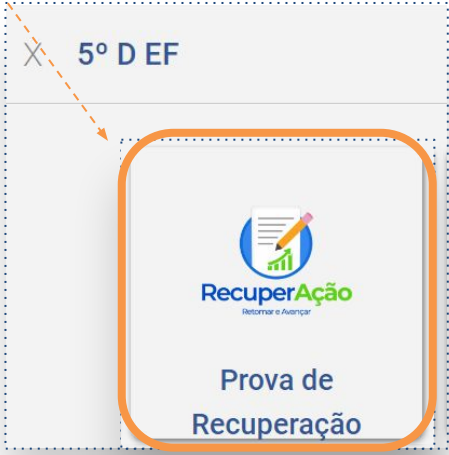 X 5º D EF
RecuperAção
Retomar e Avançar
Prova de
Recuperação